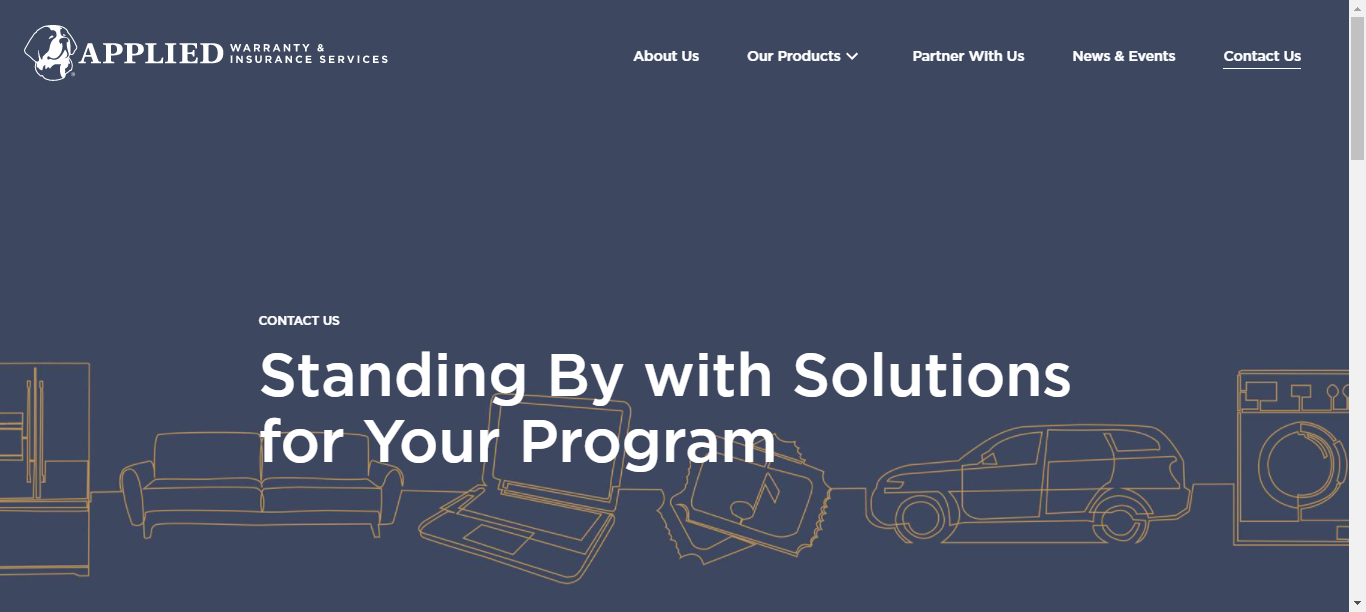 APPLIED
WARRANTY &
INSURANCE SERVICES
About Us
Our Products
Partner With Us
News & Events
Contact Us
CONTACT US
Standing By with Solutions
for Your Program